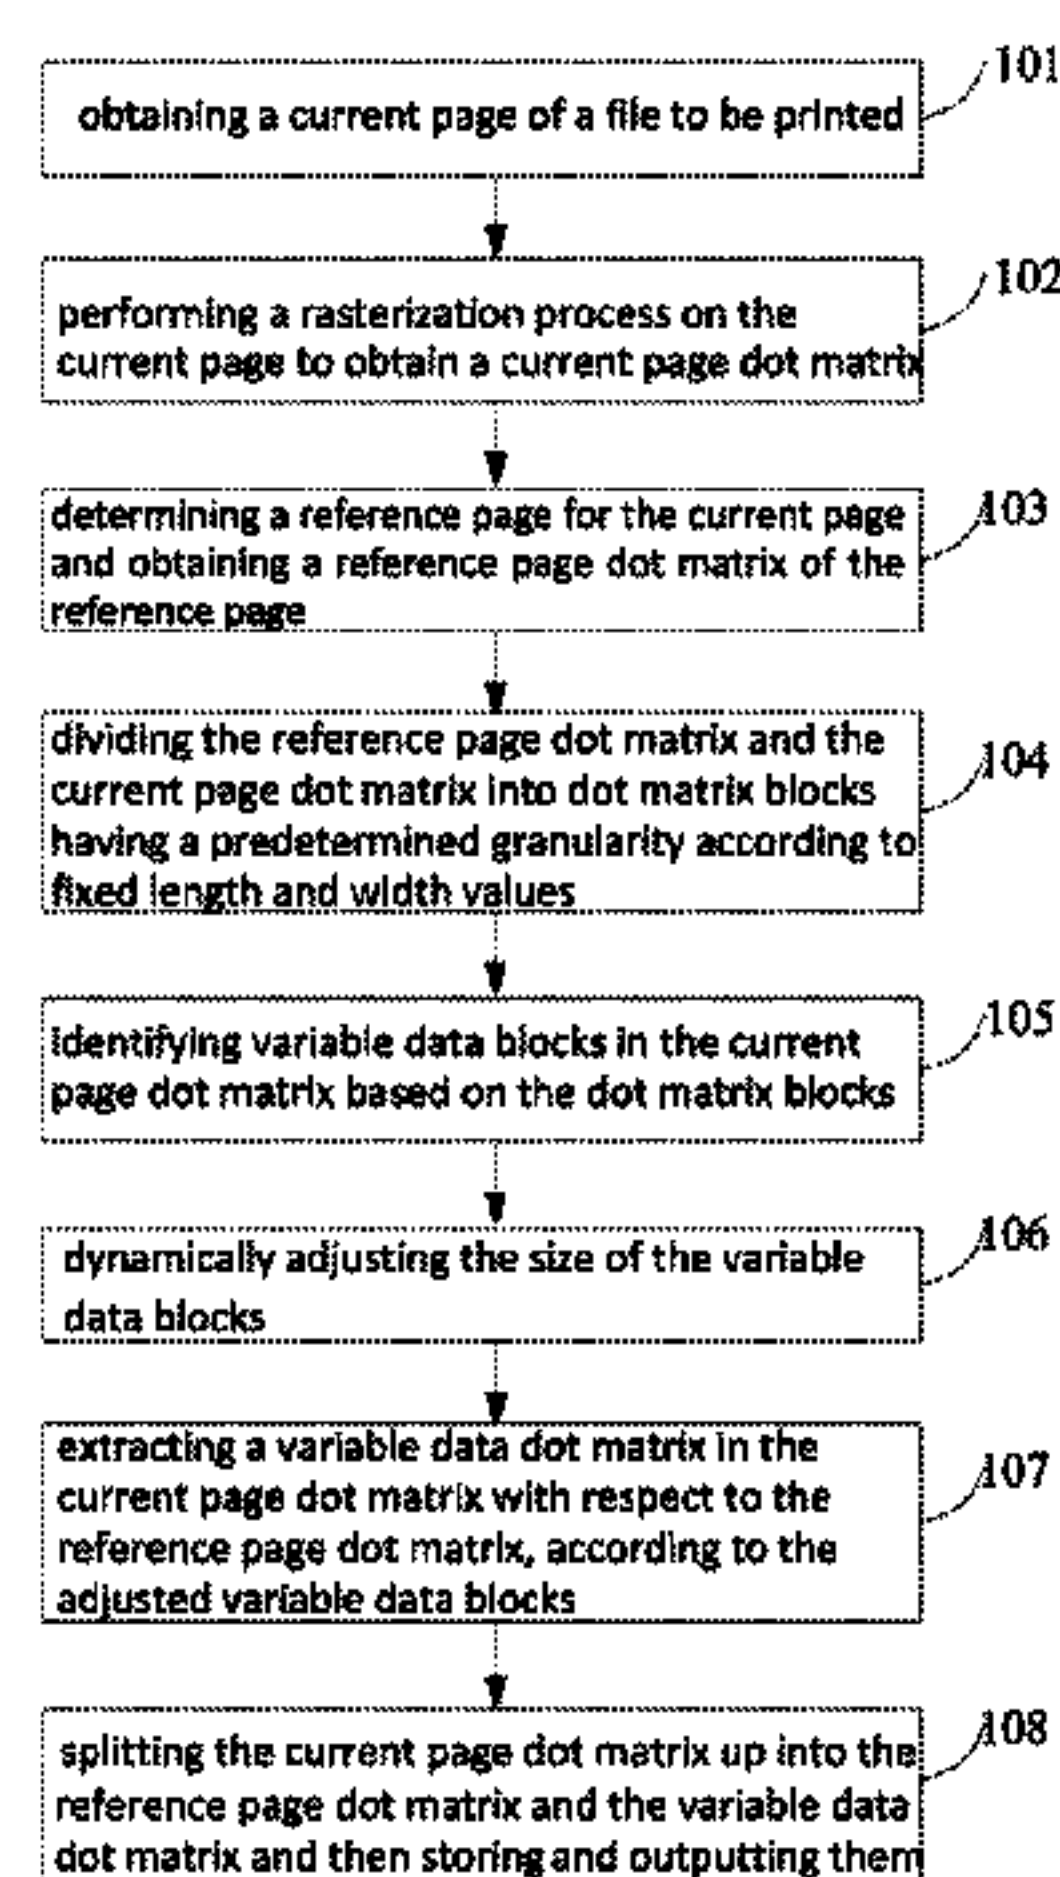 101
obtaining a current page of a file to be printed
102
performing a rasterization process on the
current page to obtain a current page dot matrix
103
determining a reference page for the current page
and obtaining a reference page dot matrix of the
reference page
104
dividing the reference page dot matrix and the
current page dot matrix into dot matrix blocks
having a predetermined granularity according to
fixed length and width values
105
identifying variable data blocks in the current
page dot matrix based on the dot matrix blocks
106
dynamically adjusting the size of the variable
data blocks
107
extracting a variable data dot matrix in the
current page dot matrix with respect to the
reference page dot matrix, according to the
adjusted variable data blocks
108
splitting the current page dot matrix up into the
reference page dot matrix and the variable data
dot matrix and then storing and outputting them